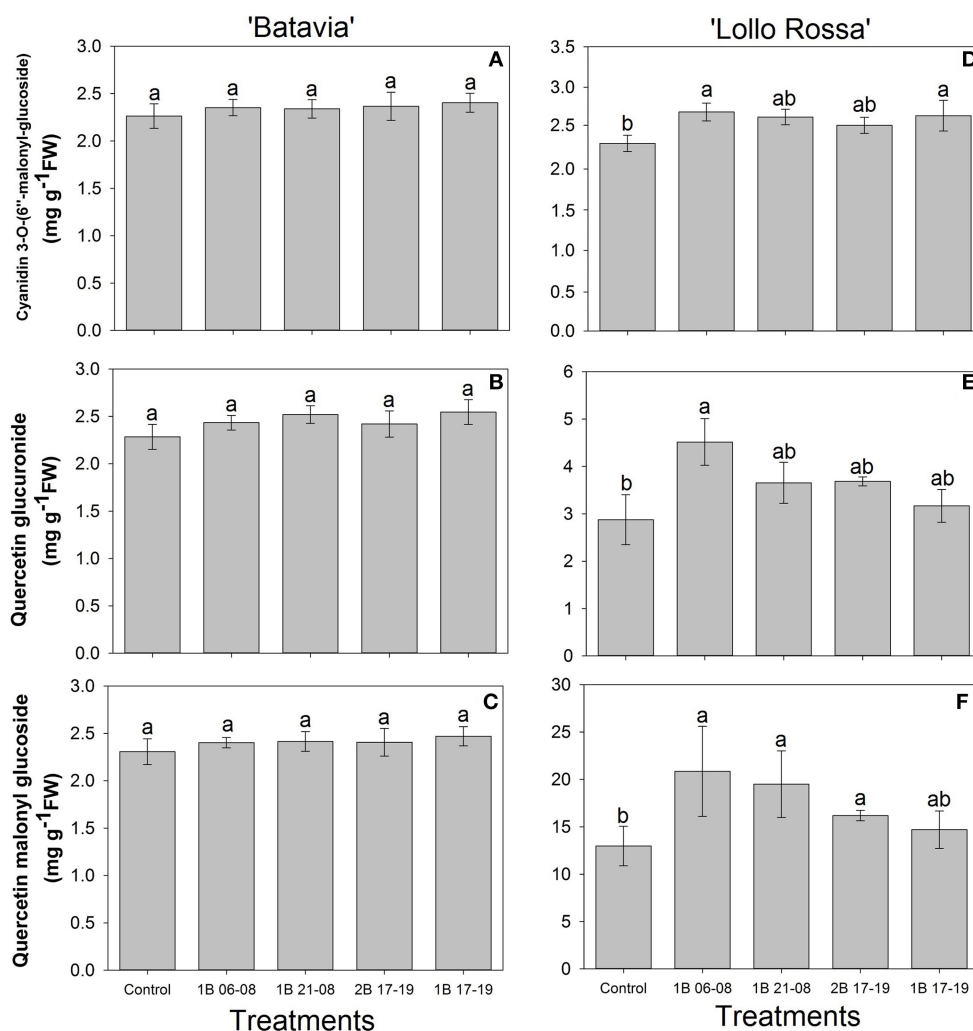 'Batavia'
'Lollo Rossa'
Cyanidin 3-O-(6"-malonyl-glucoside)
(mg g-1FW)
3.0
2.5
2.0
1.5
1.0
0.5
0.0
A
a
a
a
a
a
3.5
3.0
2.5
2.0
1.5
1.0
0.5
0.0
D
b
a
ab
ab
a
Quercetin glucuronide
(mg g-1FW)
3.0
2.5
2.0
1.5
1.0
0.5
0.0
B
a
a
a
a
a
6
5
4
3
2
1
0
E
b
a
ab
ab
ab
Quercetin malonyl glucoside
(mg g-1FW)
3.0
2.5
2.0
1.5
1.0
0.5
0.0
C
a
a
a
a
a
30
25
20
15
10
5
0
F
b
a
a
a
ab
Control 1B 06-08 1B 21-08 2B 17-19 1B 17-19
Control 1B 06-08 1B 21-08 2B 17-19 1B 17-19
Treatments
Treatments